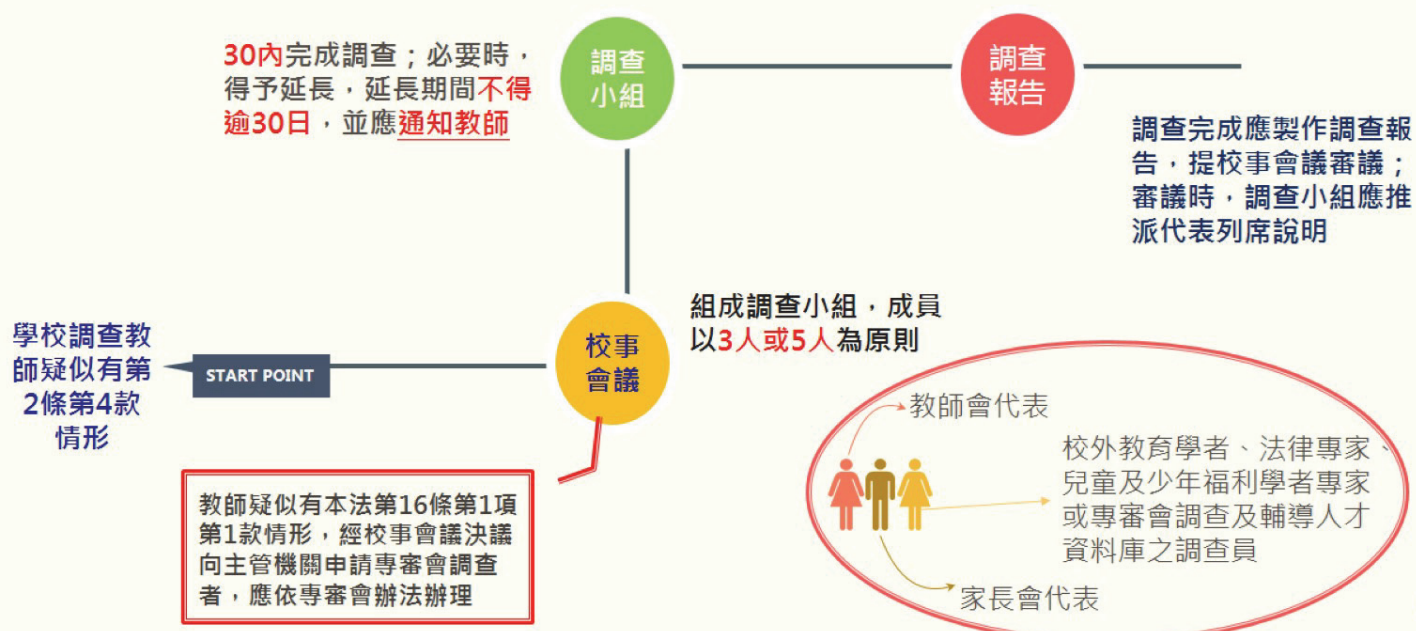 30內完成調查；必要時，
得予延長，延長期間不得
逾30日，並應通知教師
調查
小組
調查
報告
調查完成應製作調查報
告，提校事會議審議；
審議時，調查小組應推
派代表列席說明
學校調查教
師疑似有第
2條第4款
情形
START POINT
校事
會議
組成調查小組，成員
以3人或5人為原則
教師疑似有本法第16條第1項
第1款情形，經校事會議決議
向主管機關申請專審會調查
者，應依專審會辦法辦理
教師會代表
校外教育學者、法律專家、
兒童及少年福利學者專家
或專審會調查及輔導人才
資料庫之調查員
家長會代表